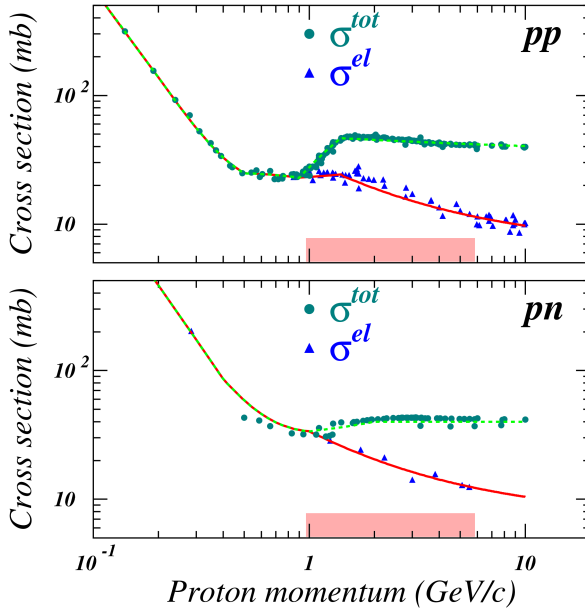 σ^tot
σ^el
pp
Cross section (mb)
10^2
10
σ^tot
σ^el
pn
Cross section (mb)
10^2
10
10^-1
1
10
Proton momentum (GeV/c)